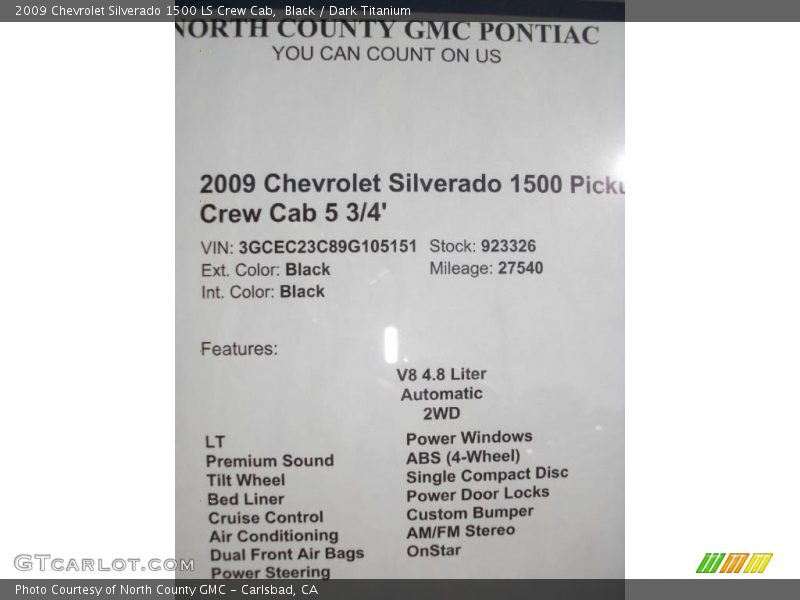 2009 Chevrolet Silverado 1500 LS Crew Cab, Black / Dark Titanium
NORTH COUNTY GMC PONTIAC
YOU CAN COUNT ON US
2009 Chevrolet Silverado 1500 Picku
Crew Cab 5 3/4'
VIN: 3GCEC23C89G105151 Stock: 923326
Ext. Color: Black Mileage: 27540
Int. Color: Black
Features:
V8 4.8 Liter
Automatic
2WD
LT
Premium Sound
Tilt Wheel
Bed Liner
Cruise Control
Air Conditioning
Dual Front Air Bags
Power Steering
Power Windows
ABS (4-Wheel)
Single Compact Disc
Power Door Locks
Custom Bumper
AM/FM Stereo
OnStar
GTcarlot.com
Photo Courtesy of North County GMC - Carlsbad, CA